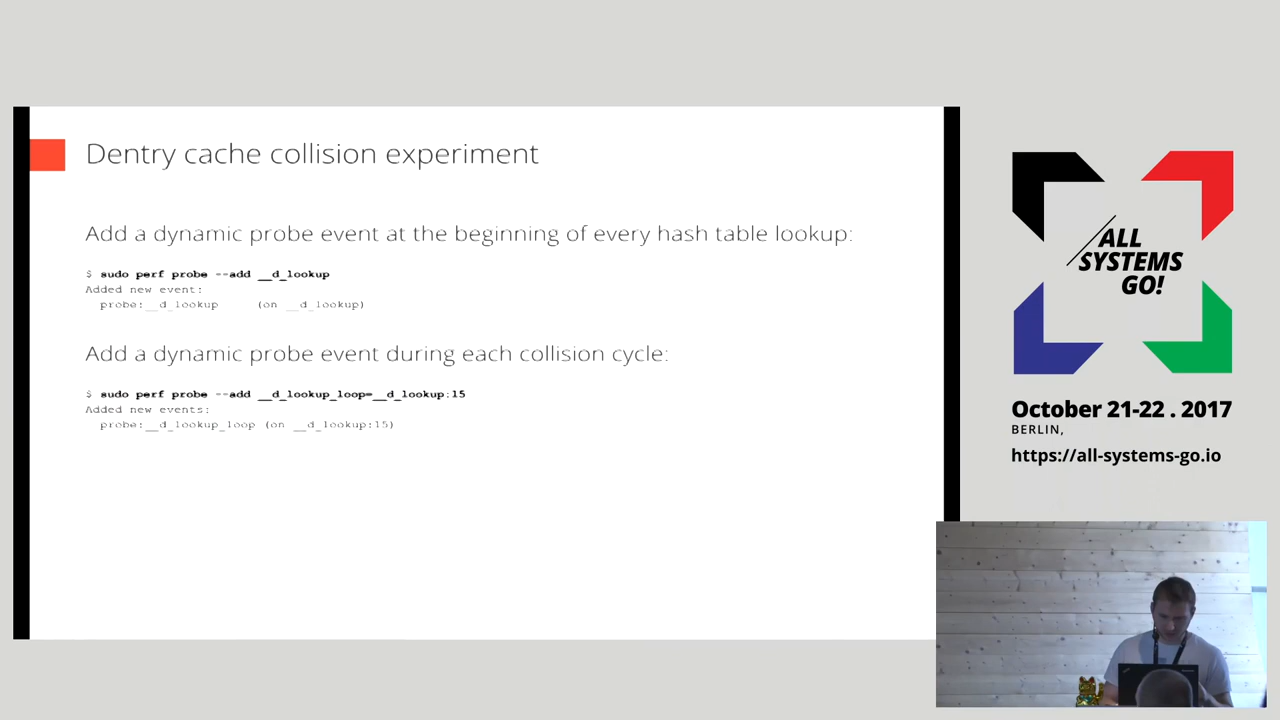 Dentry cache collision experiment
Add a dynamic probe event at the beginning of every hash table lookup:
$ sudo perf probe --add __d_lookup
Added new event:
probe:__d_lookup (on __d_lookup)
Add a dynamic probe event during each collision cycle:
$ sudo perf probe --add __d_lookup_loop=__d_lookup:15
Added new events:
probe:__d_lookup_loop (on __d_lookup:15)
ALL
SYSTEMS
GO!
October 21-22 . 2017
BERLIN,
https://all-systems-go.io